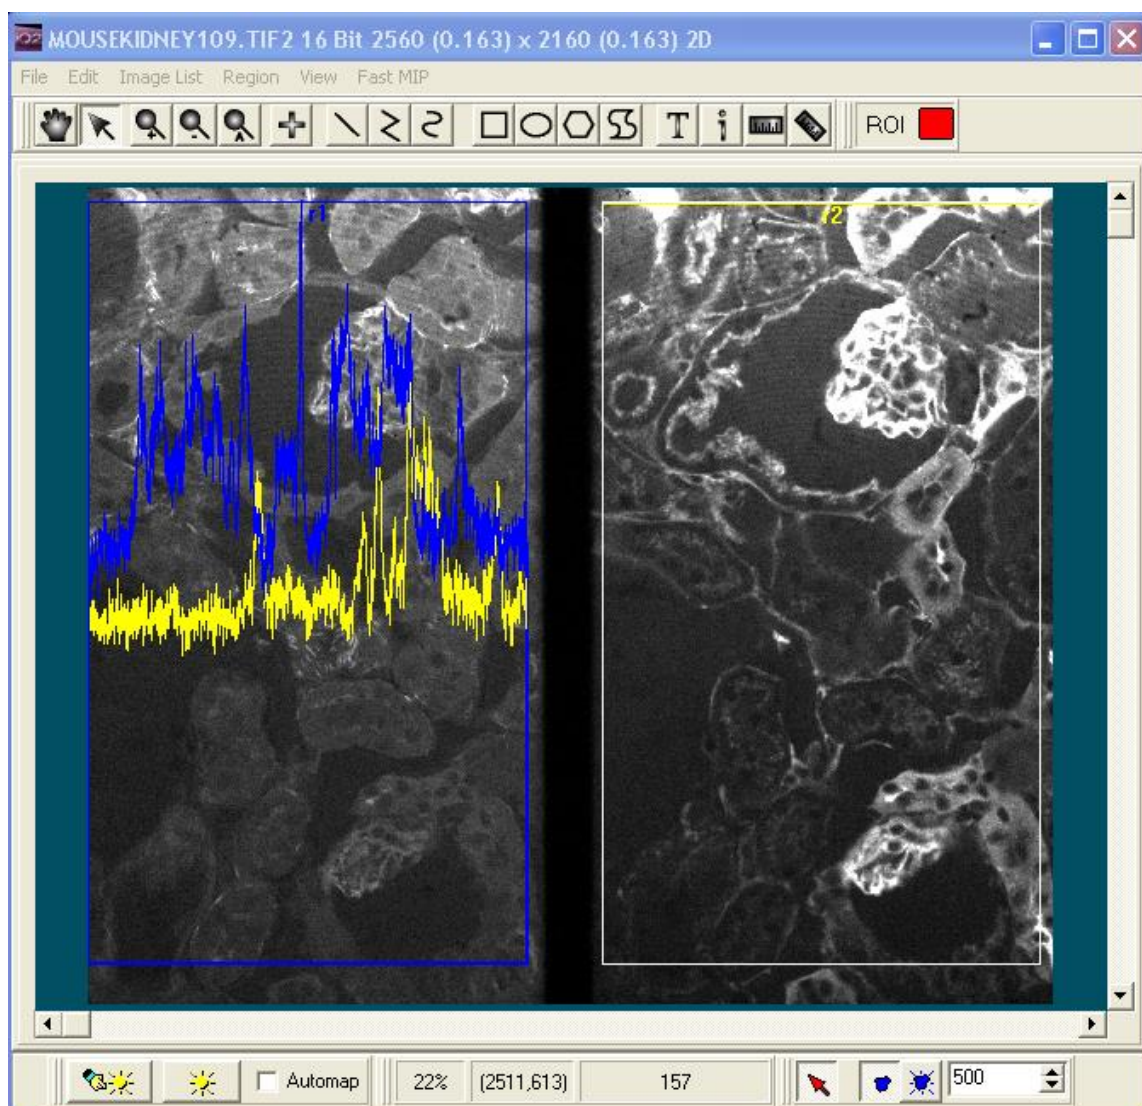 MOUSEKIDNEY109.TIF2 16 Bit 2560 (0.163) x 2160 (0.163) 2D
File Edit Image List Region View Fast MIP
T i ROI
r1 r2
Automap 22% (2511,613) 157 500